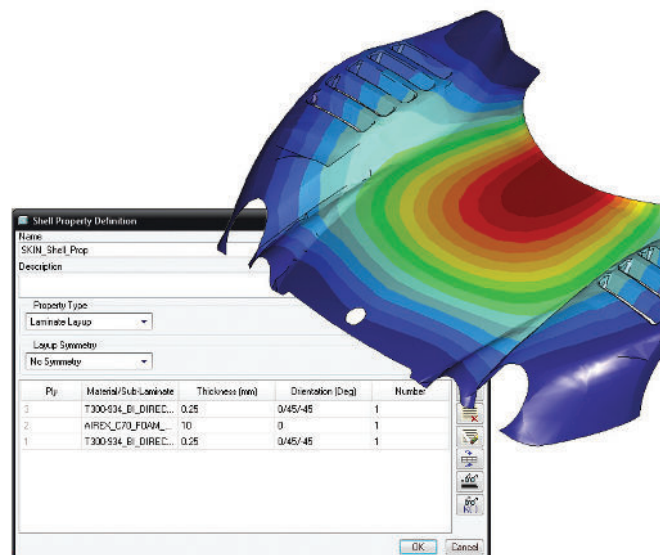 Shell Property Definition
Name
SKIN_Shell_Prop
Description
Property Type
Laminate Layup
Layup Symmetry
No Symmetry
Ply Material/Sub-Laminate Thickness (mm) Orientation (Deg) Number
3 T300-934_BI_DIREC... 0.25 0/45/-45 1
2 AIREX_C70_FOAM_... 10 0 1
1 T300-934_BI_DIREC... 0.25 0/45/-45 1
OK Cancel